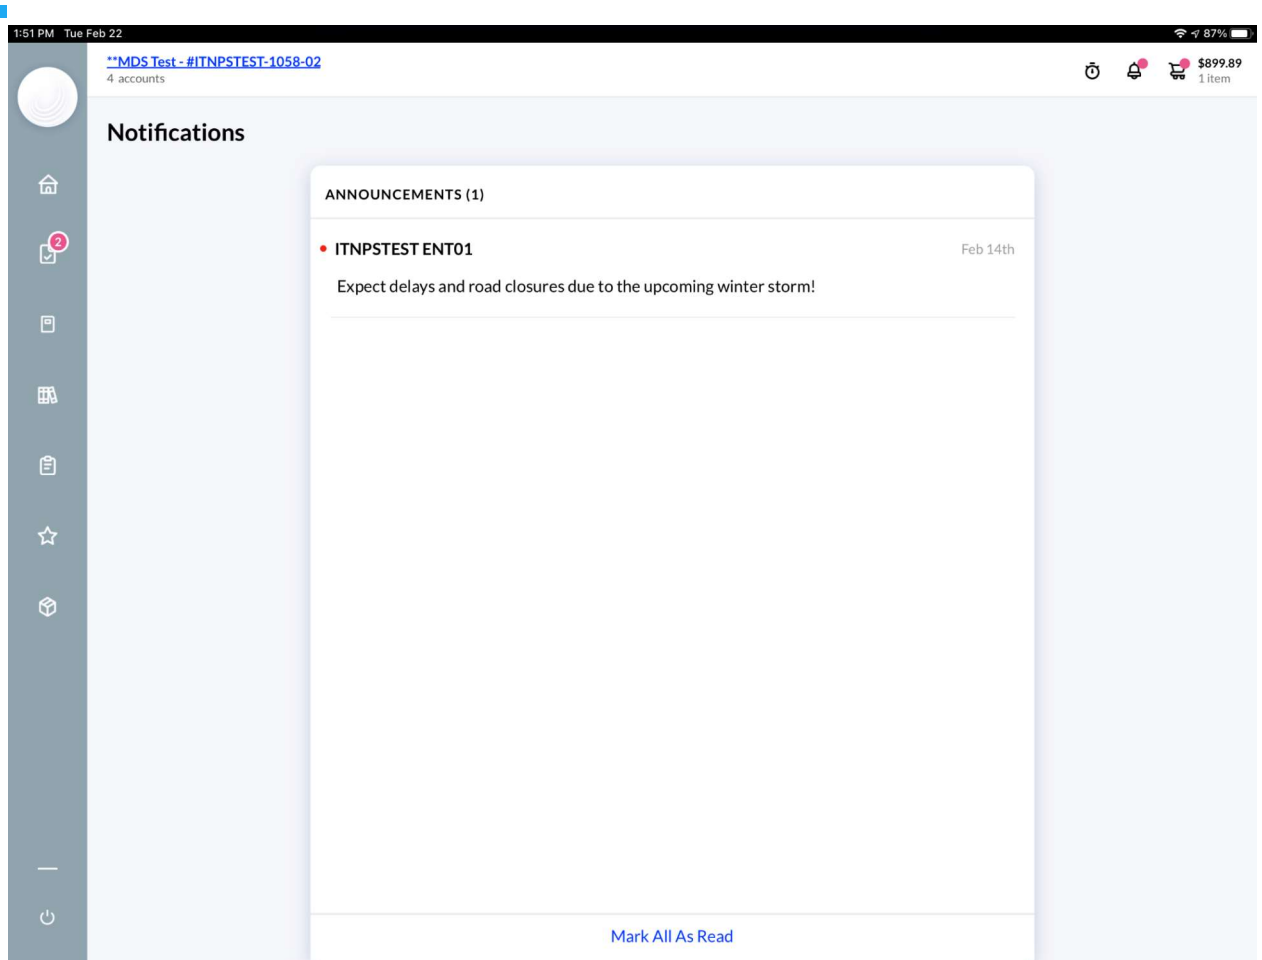 1:51 PM Tue Feb 22
87%
**MDS Test - #ITNPSTEST-1058-02
4 accounts
$899.89
1 item
Notifications
ANNOUNCEMENTS (1)
2
ITNPSTEST ENT01
Feb 14th
Expect delays and road closures due to the upcoming winter storm!
Mark All As Read